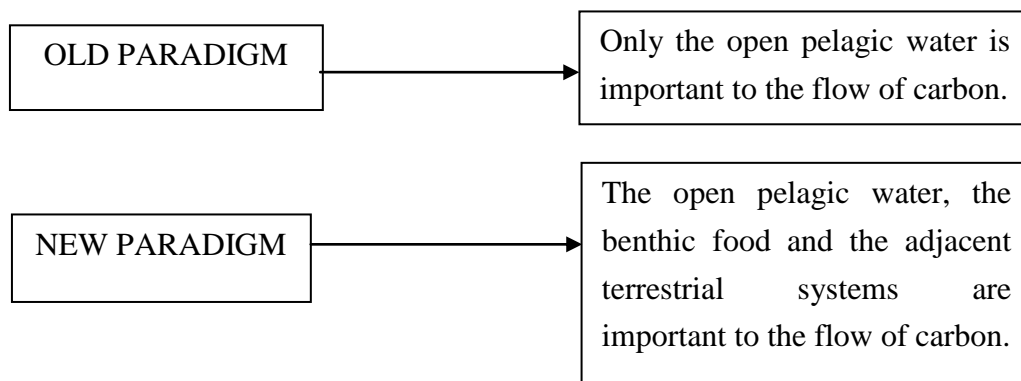 OLD PARADIGM
Only the open pelagic water is
important to the flow of carbon.
NEW PARADIGM
The open pelagic water, the
benthic food and the adjacent
terrestrial systems are
important to the flow of carbon.